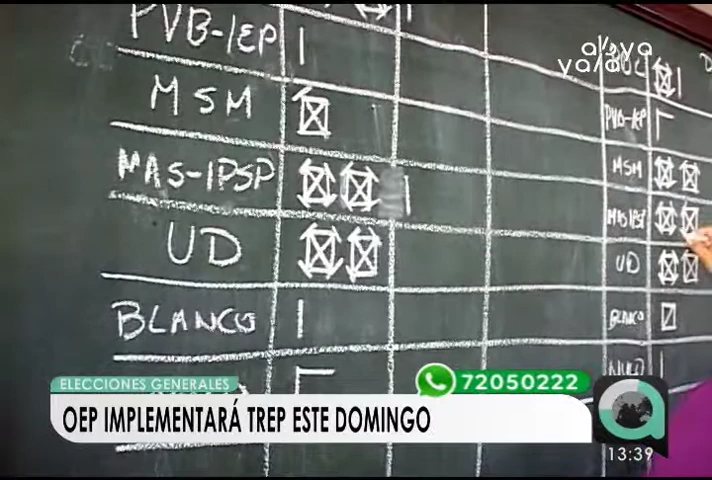 PVB-IEP
MSM
MAS-IPSP
UD
BLANCO
PVB-IEP
MSM
MAS IPSP
UD
BLANCO
ELECCIONES GENERALES
72050222
OEP IMPLEMENTARÁ TREP ESTE DOMINGO
13:39